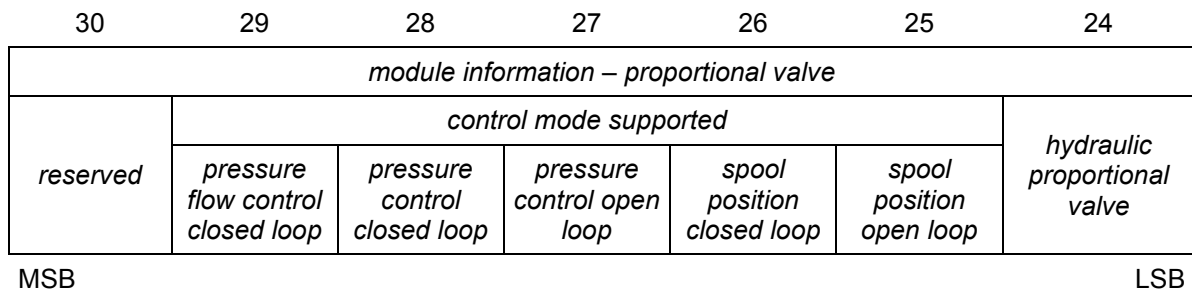 30 29 28 27 26 25 24
module information – proportional valve
reserved
control mode supported
pressure
flow control
closed loop
pressure
control
closed loop
pressure
control open
loop
spool
position
closed loop
spool
position
open loop
hydraulic
proportional
valve
MSB LSB